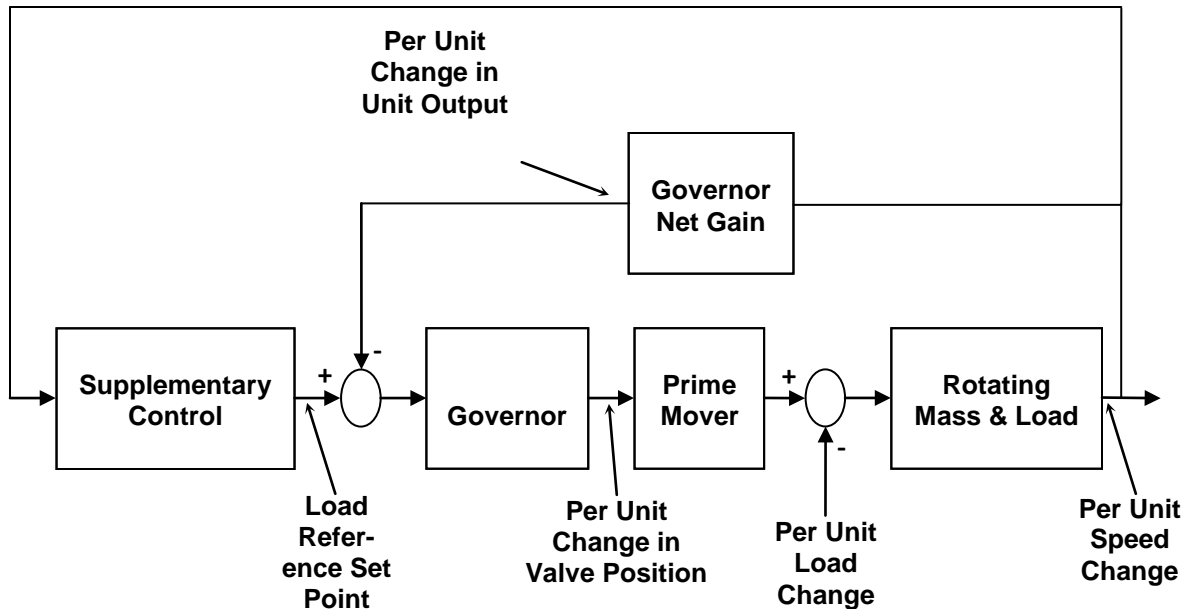 Per Unit
Change in
Unit Output
Governor
Net Gain
-
Supplementary
Control
+
Governor
Prime
Mover
+
-
Rotating
Mass & Load
Load
Refer-
ence Set
Point
Per Unit
Change in
Valve Position
Per Unit
Load
Change
Per Unit
Speed
Change